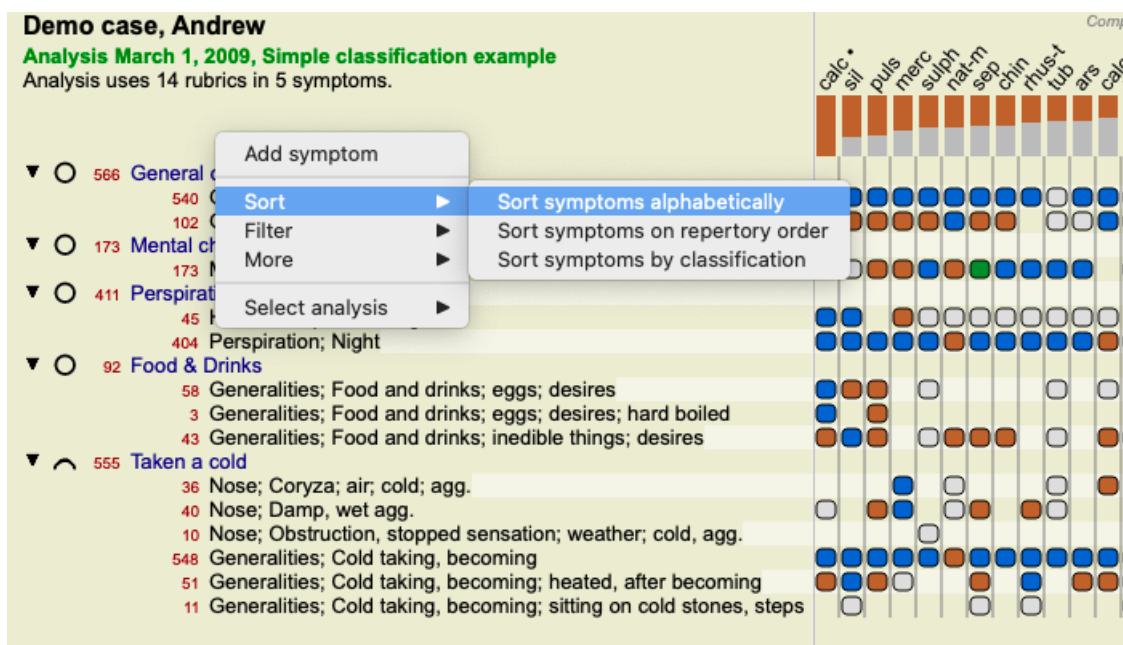 Demo case, Andrew
Analysis March 1, 2009, Simple classification example
Analysis uses 14 rubrics in 5 symptoms.
calc • sil puls merc sulph nat-m sep chin rhus-t tub ars calc
Add symptom
Sort
Filter
More
Select analysis
Sort symptoms alphabetically
Sort symptoms on repertory order
Sort symptoms by classification
566 General
540
102
173 Mental
173
411 Perspirati
45
404 Perspiration; Night
92 Food & Drinks
58 Generalities; Food and drinks; eggs; desires
3 Generalities; Food and drinks; eggs; desires; hard boiled
43 Generalities; Food and drinks; inedible things; desires
555 Taken a cold
36 Nose; Coryza; air; cold; agg.
40 Nose; Damp, wet agg.
10 Nose; Obstruction, stopped sensation; weather; cold, agg.
548 Generalities; Cold taking, becoming
51 Generalities; Cold taking, becoming; heated, after becoming
11 Generalities; Cold taking, becoming; sitting on cold stones, steps